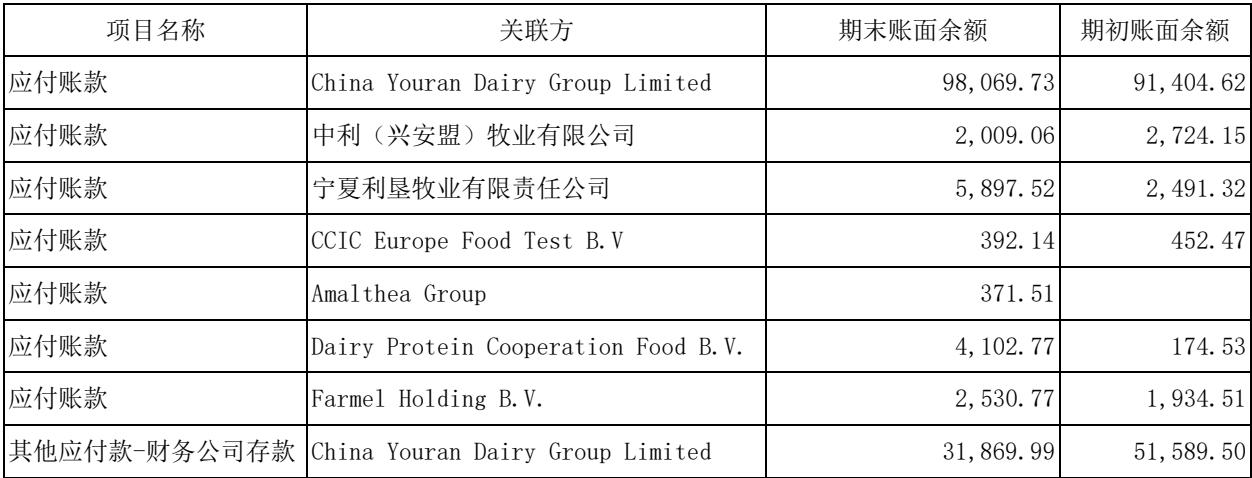 项目名称 关联方 期末账面余额 期初账面余额
应付账款 China Youran Dairy Group Limited 98,069.73 91,404.62
应付账款 中利（兴安盟）牧业有限公司 2,009.06 2,724.15
应付账款 宁夏利垦牧业有限责任公司 5,897.52 2,491.32
应付账款 CCIC Europe Food Test B.V 392.14 452.47
应付账款 Amalthea Group 371.51
应付账款 Dairy Protein Cooperation Food B.V. 4,102.77 174.53
应付账款 Farmel Holding B.V. 2,530.77 1,934.51
其他应付款-财务公司存款 China Youran Dairy Group Limited 31,869.99 51,589.50